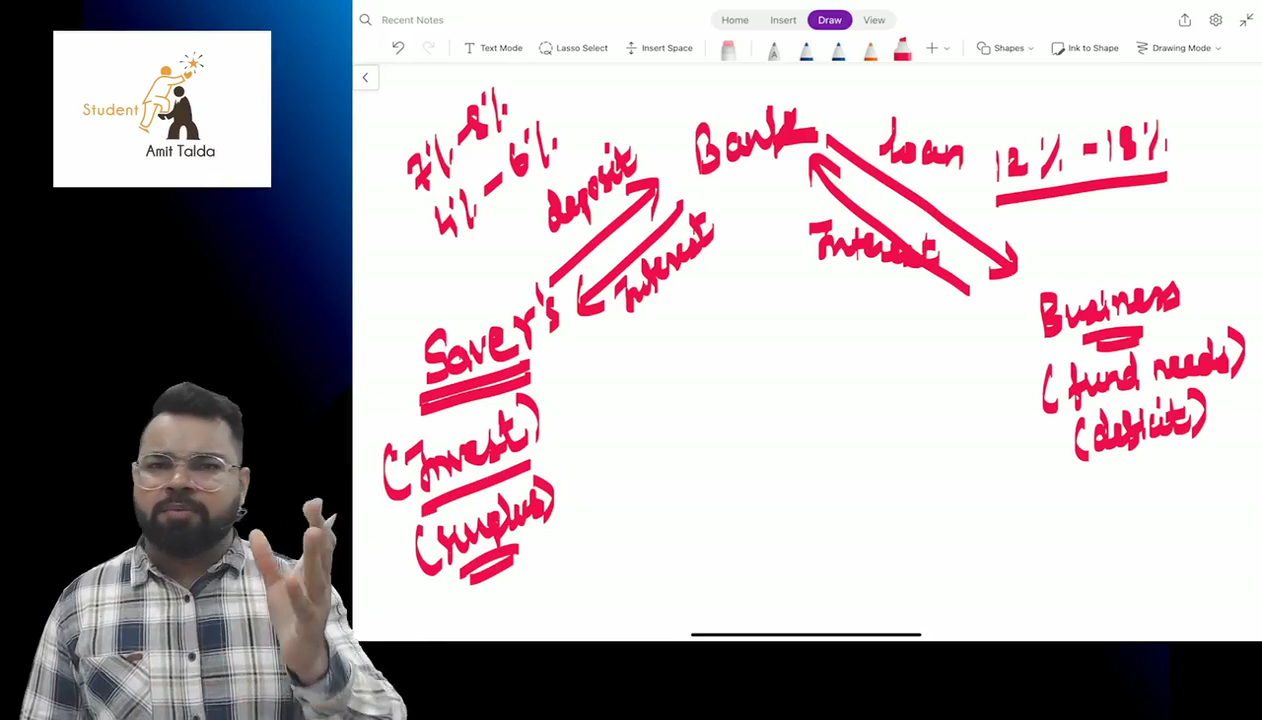 Recent Notes
Home Insert Draw View
Text Mode Lasso Select Insert Space Shapes Ink to Shape Drawing Mode
Student
Amit Talda
7% - 8%
4% - 6%
deposit
Interest
Bank
Loan
12% - 18%
Interest
Saver's
(Invest)
(surplus)
Business
(fund needs)
(deficit)